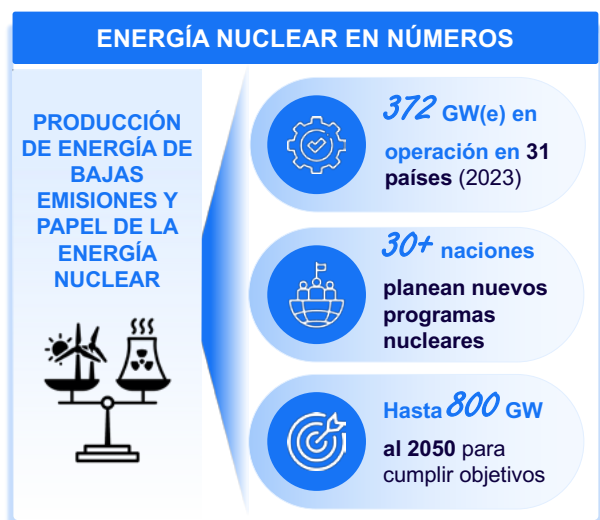 ENERGÍA NUCLEAR EN NÚMEROS
PRODUCCIÓN
DE ENERGÍA DE
BAJAS
EMISIONES Y
PAPEL DE LA
ENERGÍA
NUCLEAR
372 GW(e) en
operación en 31
países (2023)
30+ naciones
planean nuevos
programas
nucleares
Hasta 800 GW
al 2050 para
cumplir objetivos